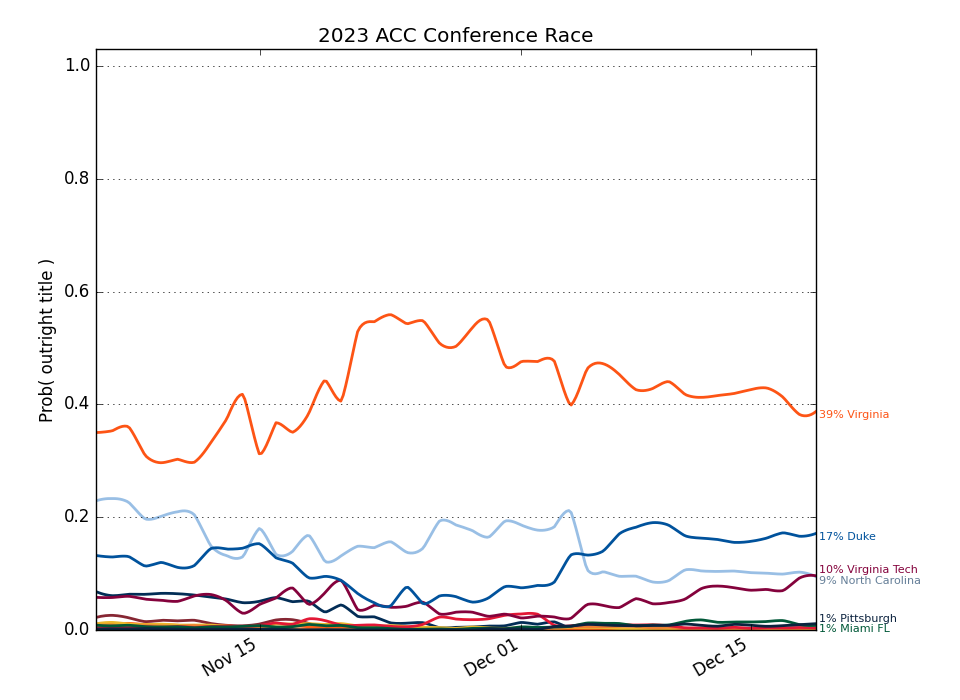 2023 ACC Conference Race
Prob( outright title )
1.0
0.8
0.6
0.4
0.2
0.0
Nov 15
Dec 01
Dec 15
39% Virginia
17% Duke
10% Virginia Tech
9% North Carolina
1% Pittsburgh
1% Miami FL